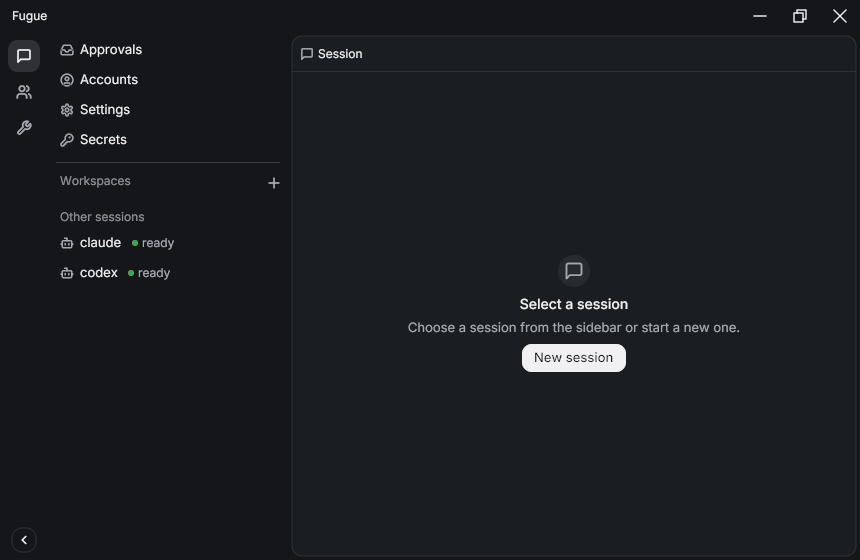 Fugue
Approvals
Accounts
Settings
Secrets
Workspaces
Other sessions
claude ready
codex ready
Session
Select a session
Choose a session from the sidebar or start a new one.
New session